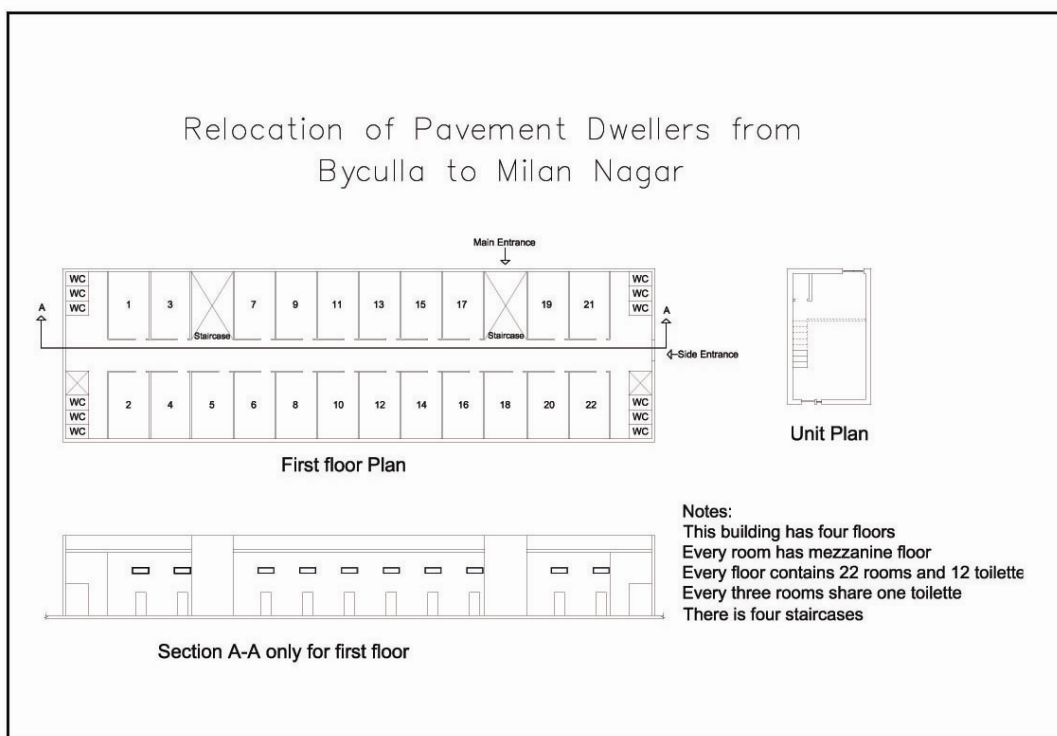 Relocation of Pavement Dwellers from
Byculla to Milan Nagar
Main Entrance
WC WC
WC WC
WC WC
1 3 7 9 11 13 15 17 19 21
A A
Staircase Staircase
Side Entrance
WC WC
WC 2 4 5 6 8 10 12 14 16 18 20 22 WC
WC WC
First floor Plan
Unit Plan
Section A-A only for first floor
Notes:
This building has four floors
Every room has mezzanine floor
Every floor contains 22 rooms and 12 toilette
Every three rooms share one toilette
There is four staircases